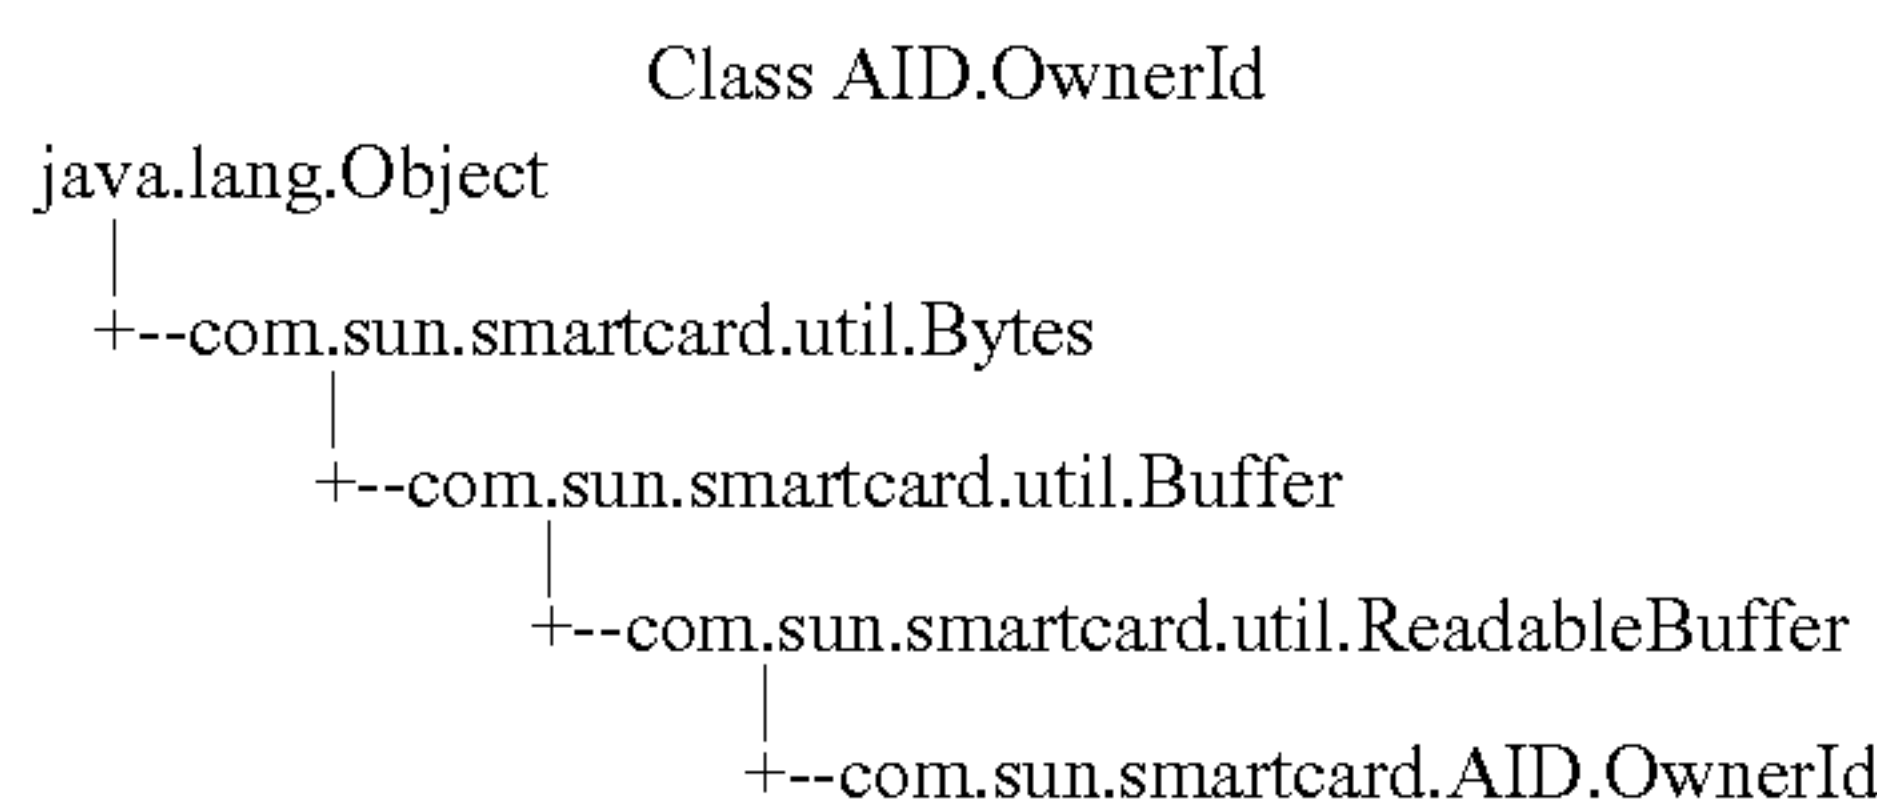 Class AID.OwnerId
java.lang.Object
|
+--com.sun.smartcard.util.Bytes
|
+--com.sun.smartcard.util.Buffer
|
+--com.sun.smartcard.util.ReadableBuffer
|
+--com.sun.smartcard.AID.OwnerId